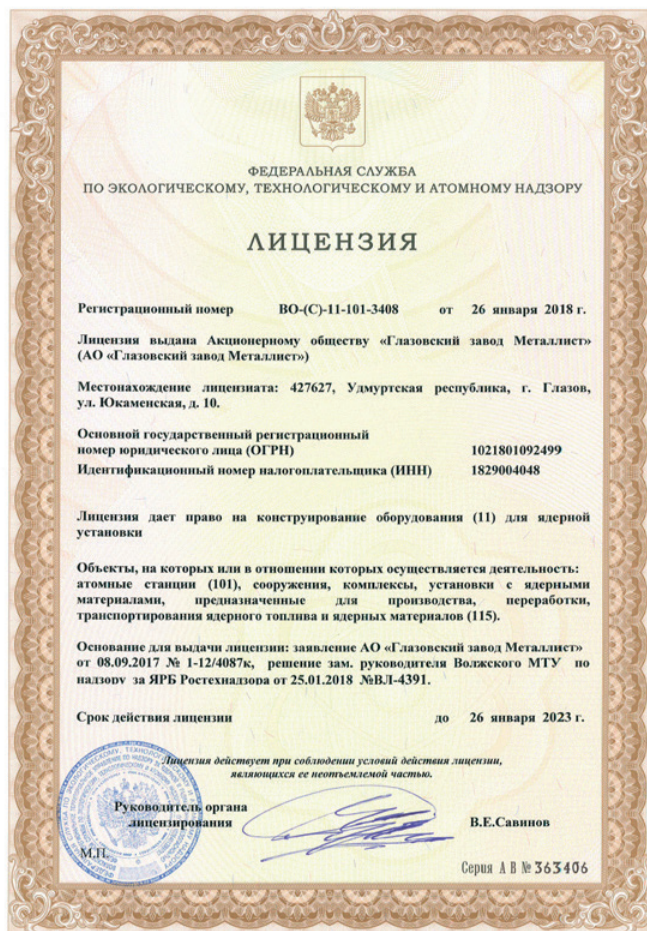 ФЕДЕРАЛЬНАЯ СЛУЖБА
ПО ЭКОЛОГИЧЕСКОМУ, ТЕХНОЛОГИЧЕСКОМУ И АТОМНОМУ НАДЗОРУ
ЛИЦЕНЗИЯ
Регистрационный номер ВО-(С)-11-101-3408 от 26 января 2018 г.
Лицензия выдана Акционерному обществу «Глазовский завод Металлист»
(АО «Глазовский завод Металлист»)
Местонахождение лицензиата: 427627, Удмуртская республика, г. Глазов,
ул. Юкаменская, д. 10.
Основной государственный регистрационный
номер юридического лица (ОГРН) 1021801092499
Идентификационный номер налогоплательщика (ИНН) 1829004048
Лицензия дает право на конструирование оборудования (11) для ядерной
установки
Объекты, на которых или в отношении которых осуществляется деятельность:
атомные станции (101), сооружения, комплексы, установки с ядерными
материалами, предназначенные для производства, переработки,
транспортирования ядерного топлива и ядерных материалов (115).
Основание для выдачи лицензии: заявление АО «Глазовский завод Металлист»
от 08.09.2017 № 1-12/4087к, решение зам. руководителя Волжского МТУ по
надзору за ЯРБ Ростехнадзора от 25.01.2018 №ВЛ-4391.
Срок действия лицензии до 26 января 2023 г.
Лицензия действует при соблюдении условий действия лицензии,
являющихся ее неотъемлемой частью.
Руководитель органа
лицензирования В.Е.Савинов
М.П.
Серия А В № 363406